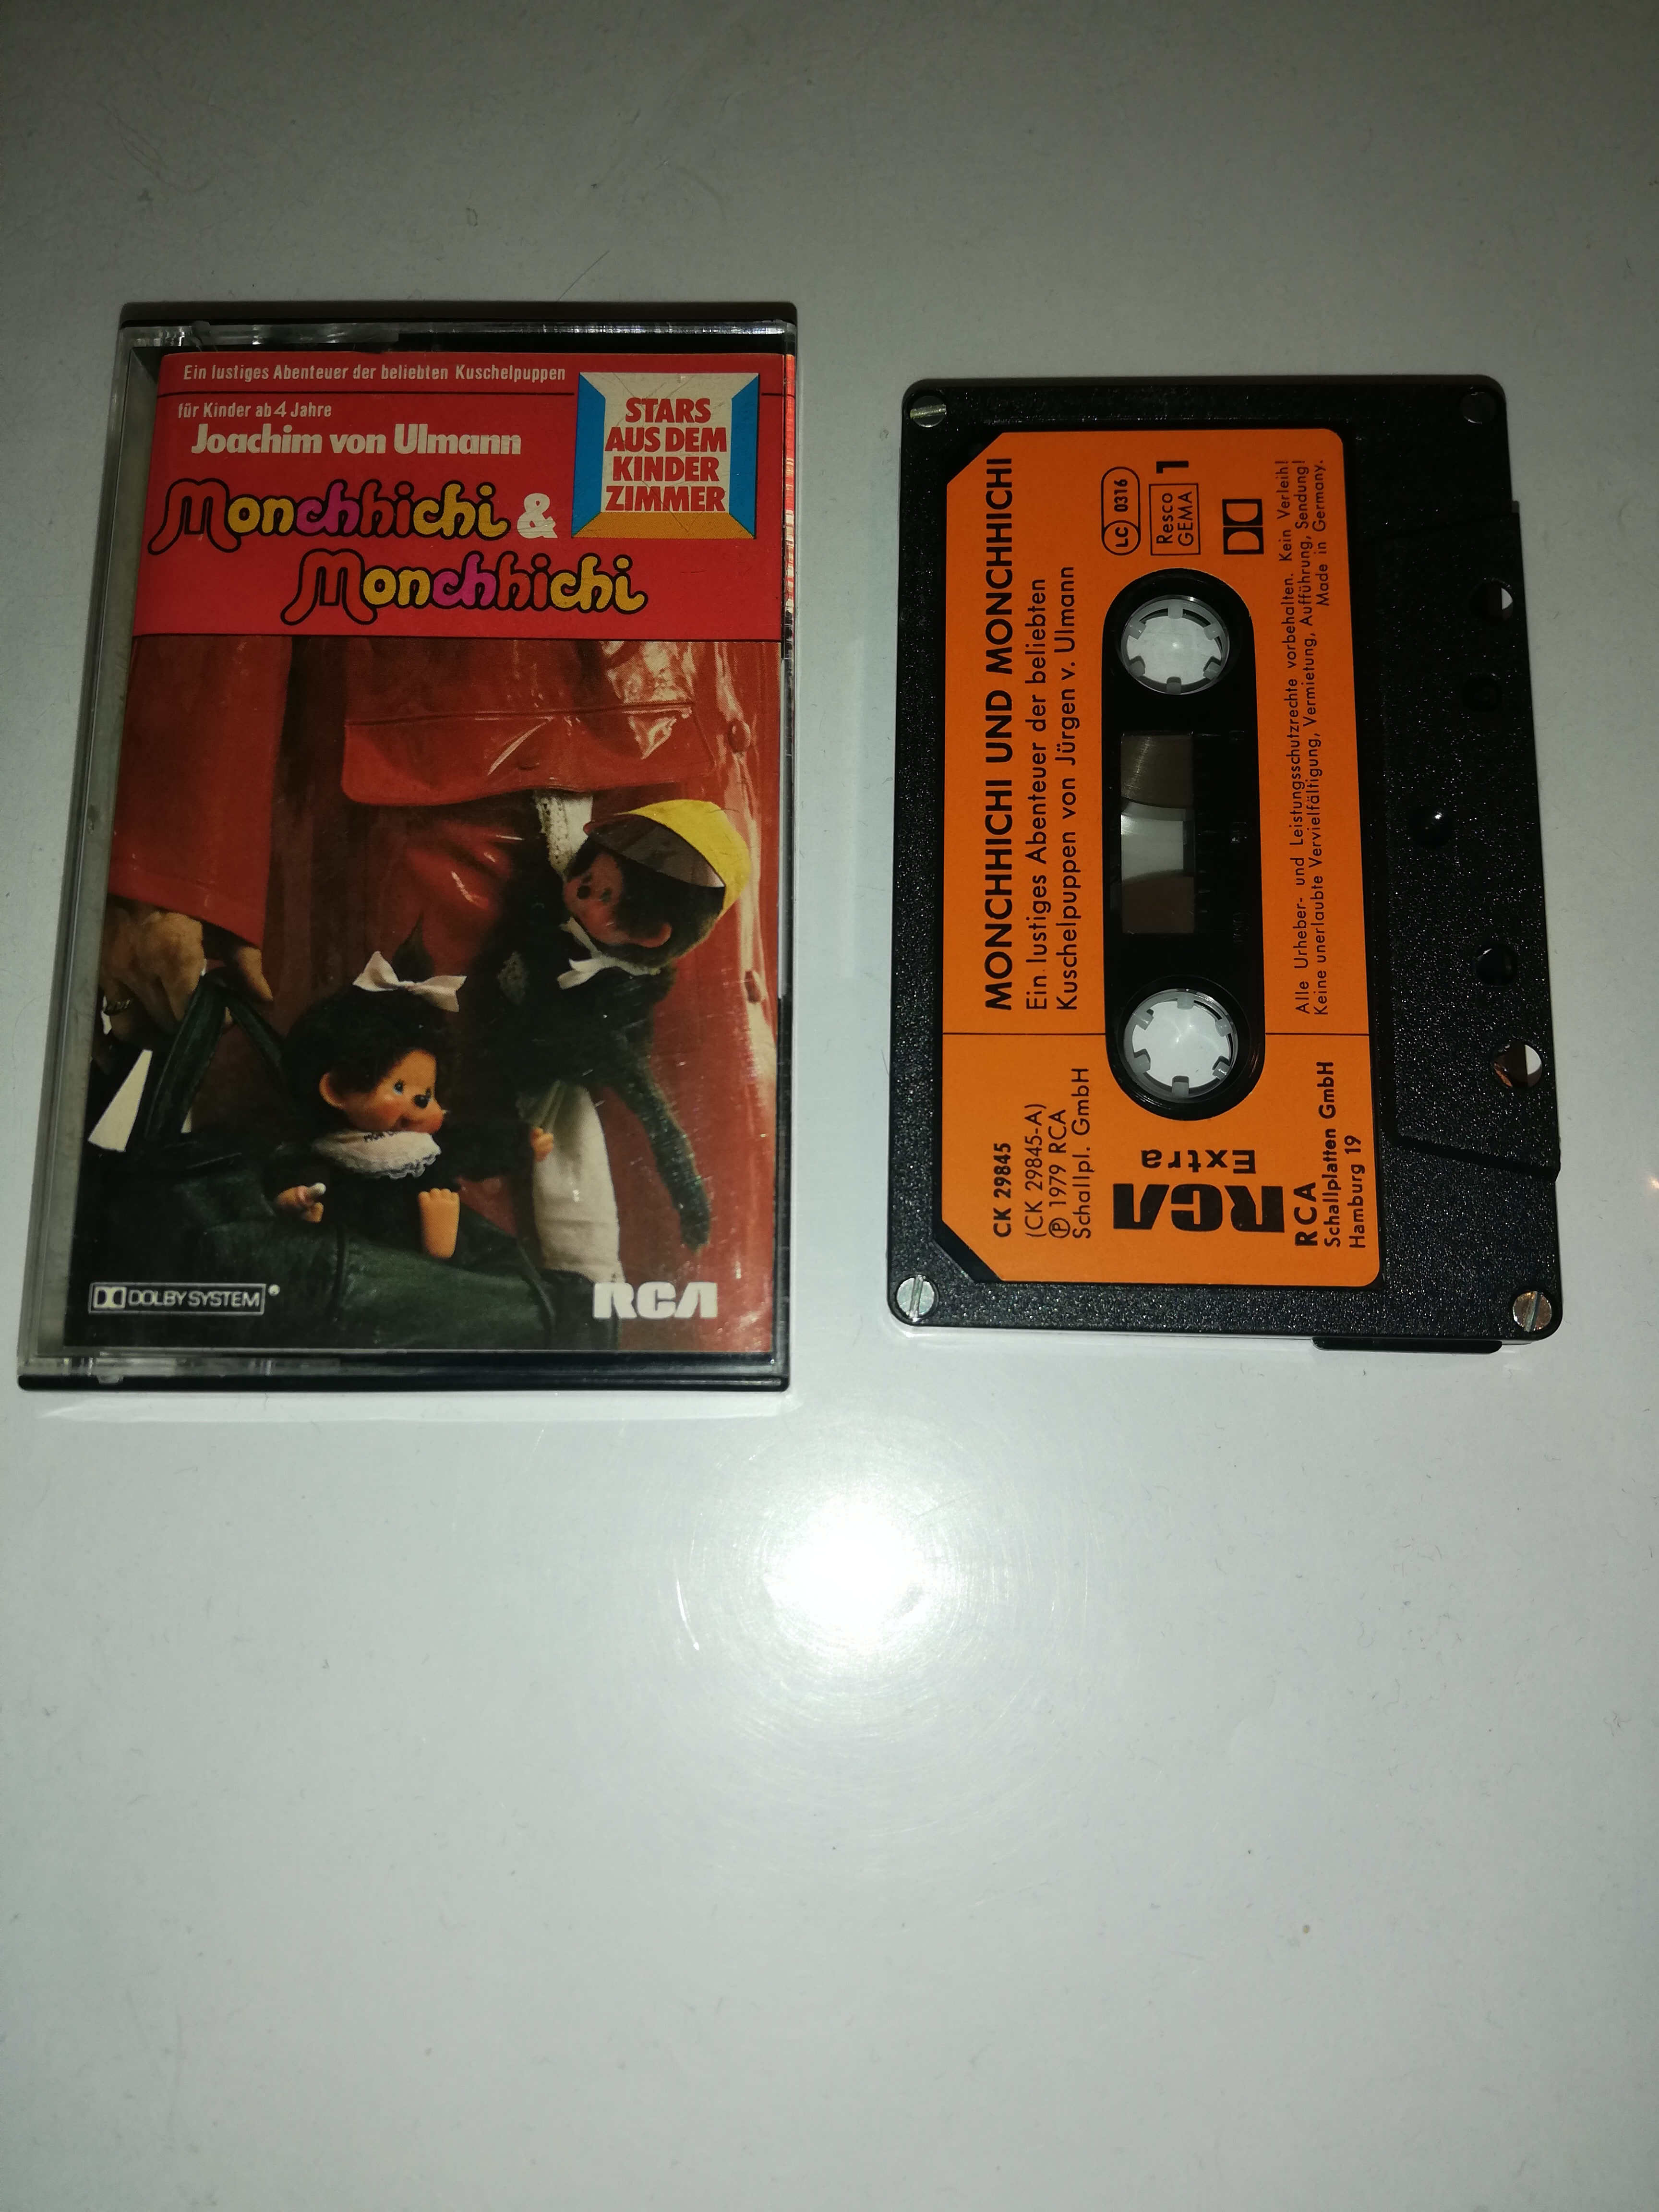 Ein lustiges Abenteuer der beliebten Kuschelpuppen
für Kinder ab 4 Jahre
Joachim von Ulmann
STARS
AUS DEM
KINDER
ZIMMER
Monchhichi &
Monchhichi
DOLBY SYSTEM
RCA
MONCHHICHI UND MONCHHICHI
Ein lustiges Abenteuer der beliebten
Kuschelpuppen von Jürgen v. Ulmann
LC 0316
Resco
GEMA
1
CK 29845
(CK 29845-A)
Ⓟ 1979 RCA
Schallpl. GmbH
RCA
Extra
Alle Urheber- und Leistungsschutzrechte vorbehalten. Kein Verleih!
Keine unerlaubte Vervielfältigung, Vermietung, Aufführung, Sendung!
Made in Germany.
RCA
Schallplatten GmbH
Hamburg 19